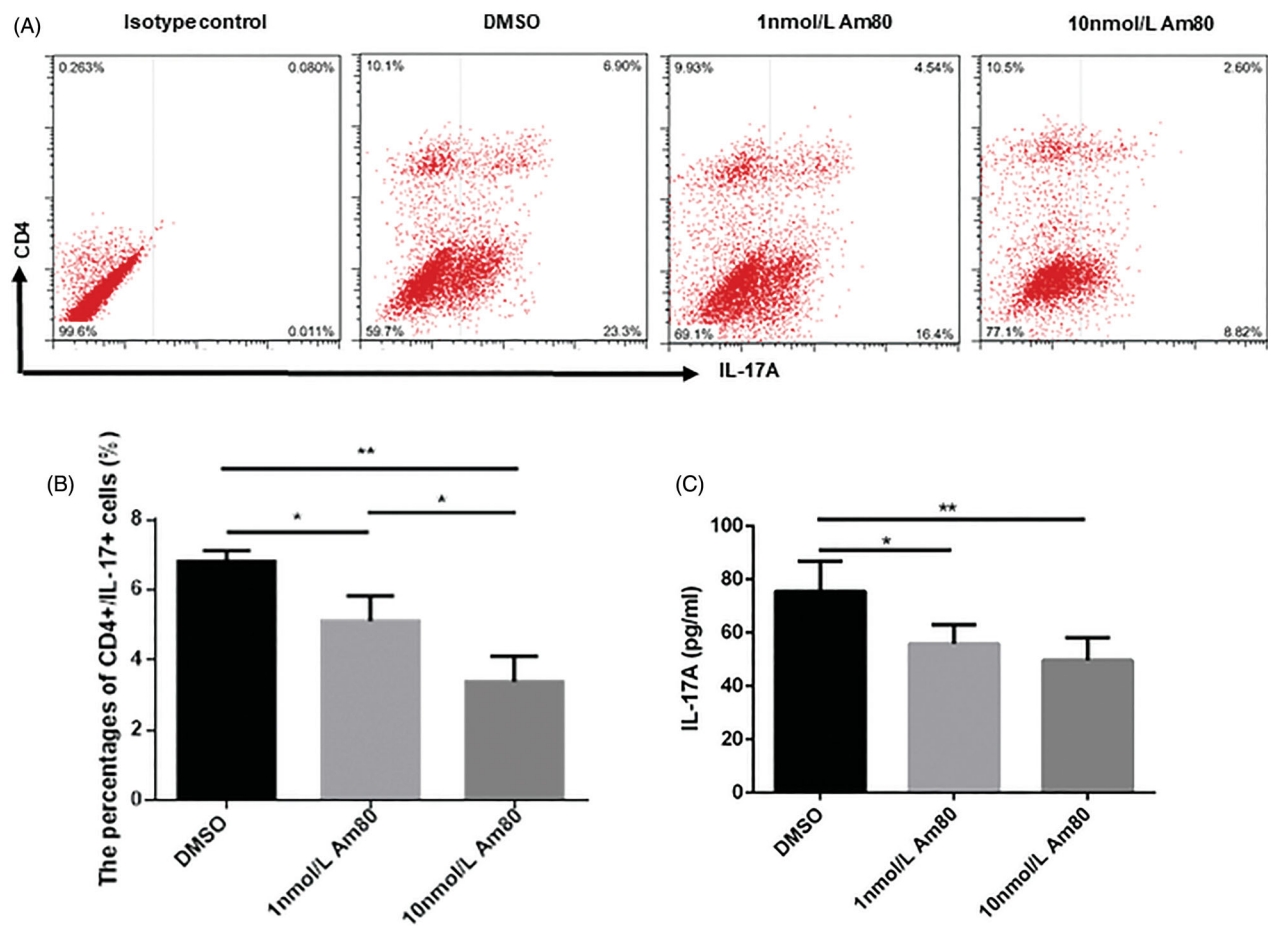 (A)
Isotype control
DMSO
1nmol/L Am80
10nmol/L Am80
0.263%
0.080%
10.1%
6.90%
9.93%
4.54%
10.5%
2.60%
99.6%
0.011%
59.7%
23.3%
69.1%
16.4%
77.1%
8.82%
CD4
IL-17A
(B)
The percentages of CD4+/IL-17+ cells (%)
8
6
4
2
0
**
*
*
DMSO
1nmol/L Am80
10nmol/L Am80
(C)
IL-17A (pg/ml)
100
80
60
40
20
0
**
*
DMSO
1nmol/L Am80
10nmol/L Am80